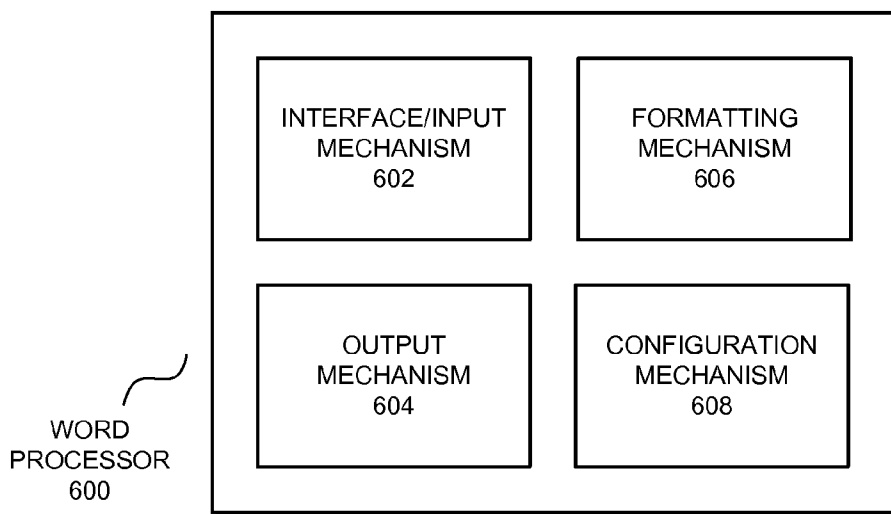 INTERFACE/INPUT
MECHANISM
602
FORMATTING
MECHANISM
606
OUTPUT
MECHANISM
604
CONFIGURATION
MECHANISM
608
WORD
PROCESSOR
600